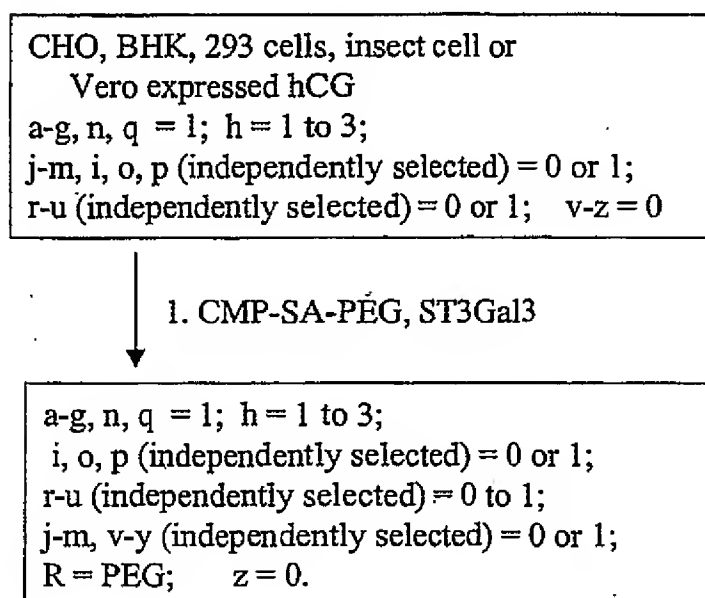 CHO, BHK, 293 cells, insect cell or
Vero expressed hCG
a-g, n, q = 1; h = 1 to 3;
j-m, i, o, p (independently selected) = 0 or 1;
r-u (independently selected) = 0 or 1; v-z = 0
1. CMP-SA-PEG, ST3Gal3
a-g, n, q = 1; h = 1 to 3;
i, o, p (independently selected) = 0 or 1;
r-u (independently selected) = 0 to 1;
j-m, v-y (independently selected) = 0 or 1;
R = PEG; z = 0.